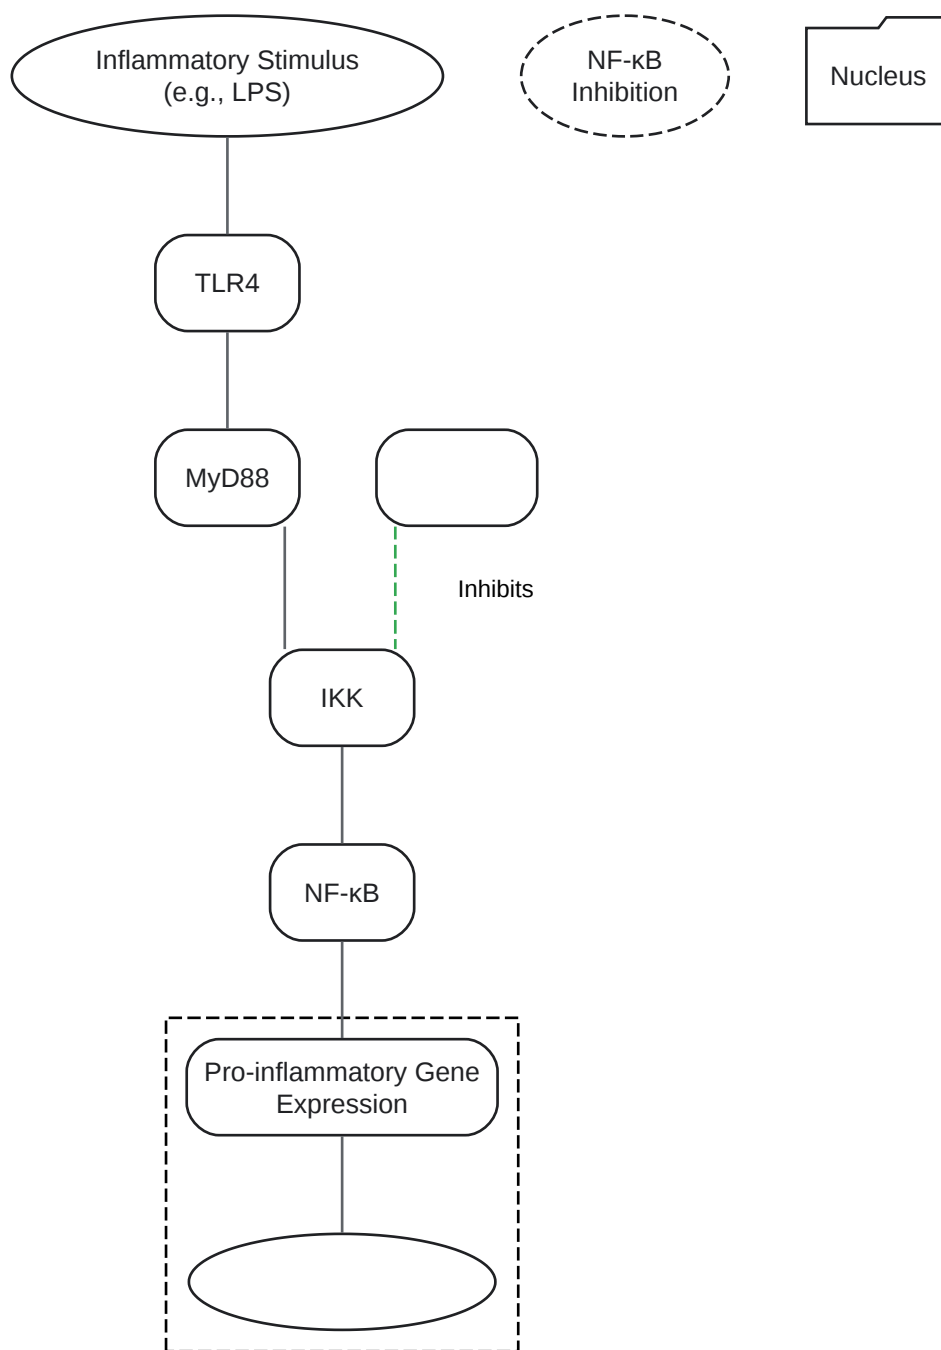 Inflammatory Stimulus
(e.g., LPS)
NF-κB
Inhibition
Nucleus
TLR4
MyD88
Inhibits
IKK
NF-κB
Pro-inflammatory Gene
Expression